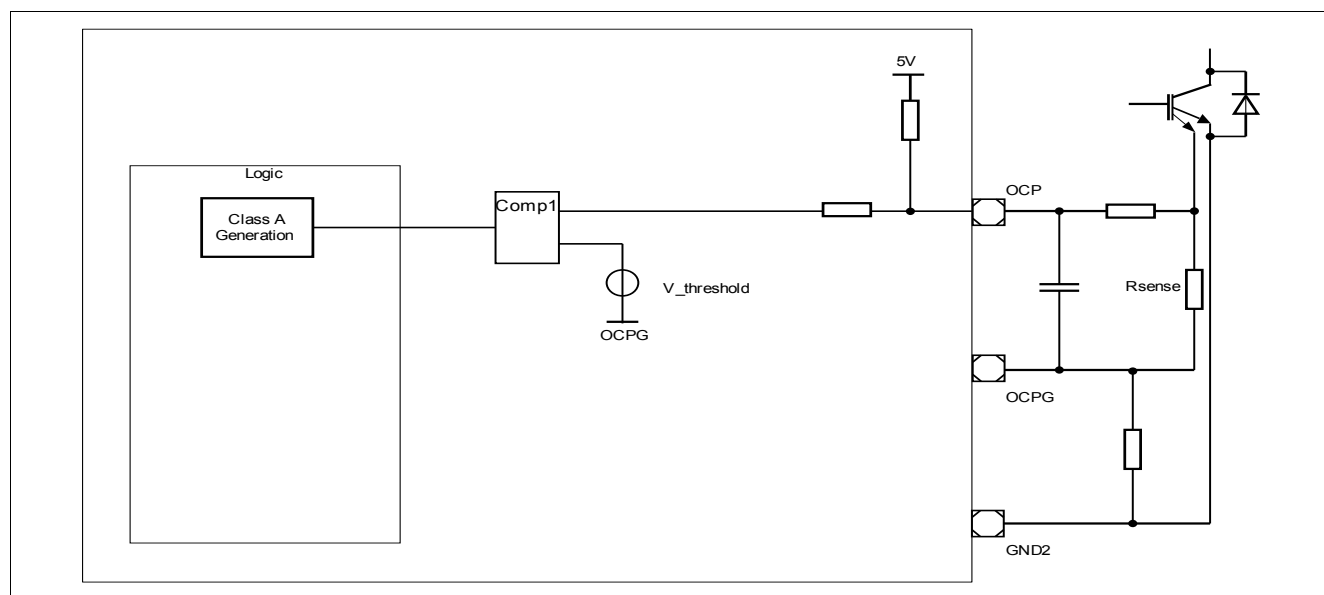 5V
Logic
Class A
Generation
Comp1
OCP
V_threshold
OCPG
Rsense
OCPG
GND2